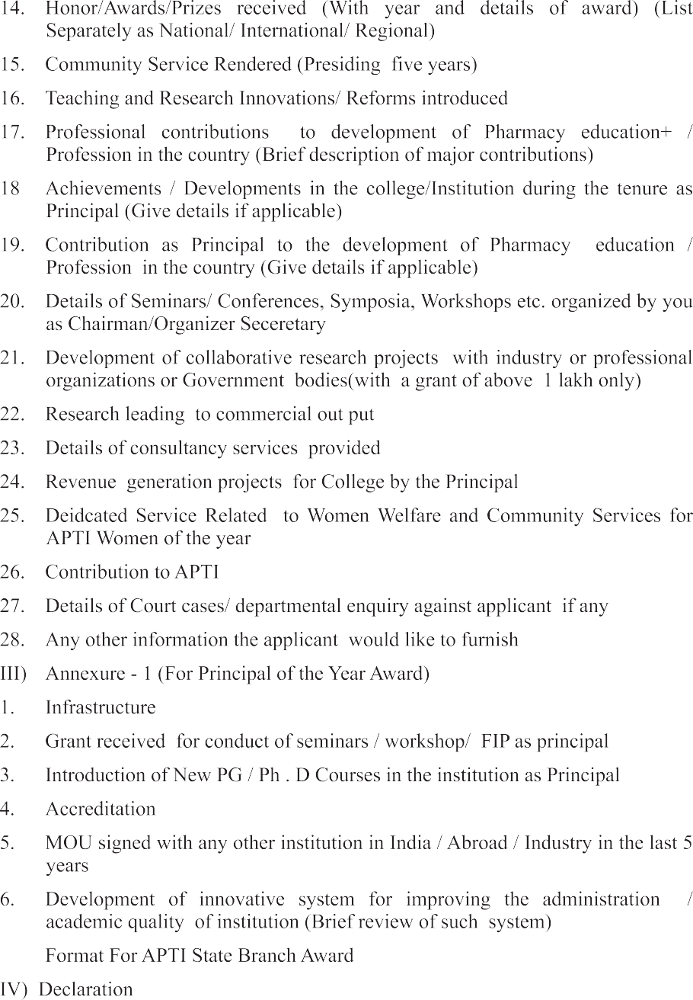 14. Honor/Awards/Prizes received (With year and details of award) (List
Separately as National/ International/ Regional)
15. Community Service Rendered (Presiding five years)
16. Teaching and Research Innovations/ Reforms introduced
17. Professional contributions to development of Pharmacy education+ /
Profession in the country (Brief description of major contributions)
18 Achievements / Developments in the college/Institution during the tenure as
Principal (Give details if applicable)
19. Contribution as Principal to the development of Pharmacy education /
Profession in the country (Give details if applicable)
20. Details of Seminars/ Conferences, Symposia, Workshops etc. organized by you
as Chairman/Organizer Seceretary
21. Development of collaborative research projects with industry or professional
organizations or Government bodies(with a grant of above 1 lakh only)
22. Research leading to commercial out put
23. Details of consultancy services provided
24. Revenue generation projects for College by the Principal
25. Deidcated Service Related to Women Welfare and Community Services for
APTI Women of the year
26. Contribution to APTI
27. Details of Court cases/ departmental enquiry against applicant if any
28. Any other information the applicant would like to furnish
III) Annexure - 1 (For Principal of the Year Award)
1. Infrastructure
2. Grant received for conduct of seminars / workshop/ FIP as principal
3. Introduction of New PG / Ph . D Courses in the institution as Principal
4. Accreditation
5. MOU signed with any other institution in India / Abroad / Industry in the last 5
years
6. Development of innovative system for improving the administration /
academic quality of institution (Brief review of such system)
Format For APTI State Branch Award
IV) Declaration